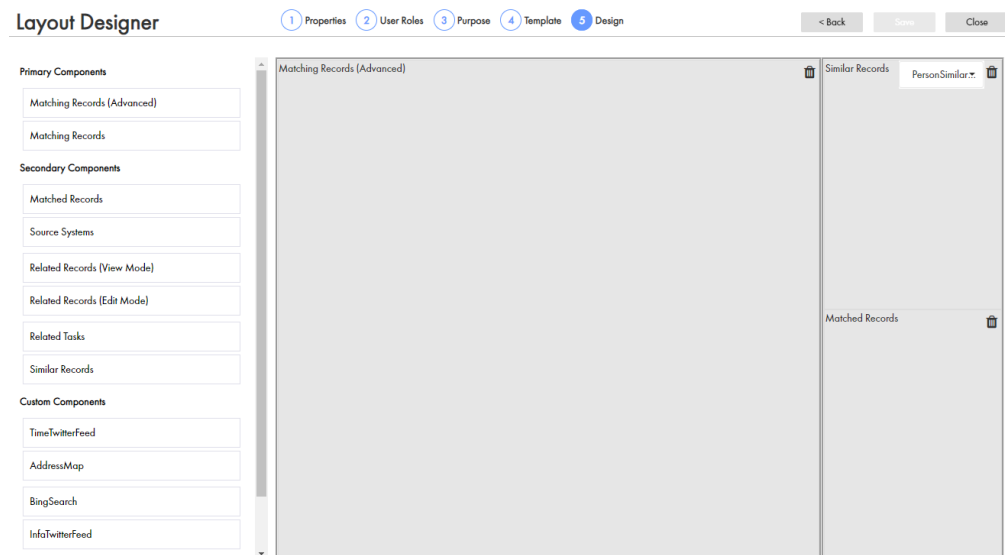 Layout Designer
1 Properties 2 User Roles 3 Purpose 4 Template 5 Design
< Back Save Close
Primary Components
Matching Records (Advanced)
Matching Records
Secondary Components
Matched Records
Source Systems
Related Records (View Mode)
Related Records (Edit Mode)
Related Tasks
Similar Records
Custom Components
TimeTwitterFeed
AddressMap
BingSearch
InfaTwitterFeed
Matching Records (Advanced)
Similar Records PersonSimilar...
Matched Records